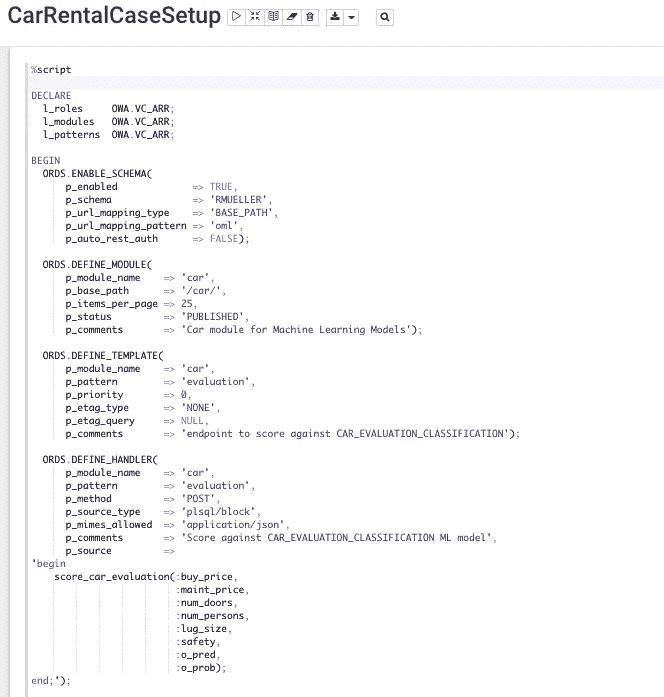 CarRentalCaseSetup
%script
DECLARE
l_roles OWA.VC_ARR;
l_modules OWA.VC_ARR;
l_patterns OWA.VC_ARR;
BEGIN
ORDS.ENABLE_SCHEMA(
p_enabled => TRUE,
p_schema => 'RMUELLER',
p_url_mapping_type => 'BASE_PATH',
p_url_mapping_pattern => 'oml',
p_auto_rest_auth => FALSE);
ORDS.DEFINE_MODULE(
p_module_name => 'car',
p_base_path => '/car/',
p_items_per_page => 25,
p_status => 'PUBLISHED',
p_comments => 'Car module for Machine Learning Models');
ORDS.DEFINE_TEMPLATE(
p_module_name => 'car',
p_pattern => 'evaluation',
p_priority => 0,
p_etag_type => 'NONE',
p_etag_query => NULL,
p_comments => 'endpoint to score against CAR_EVALUATION_CLASSIFICATION');
ORDS.DEFINE_HANDLER(
p_module_name => 'car',
p_pattern => 'evaluation',
p_method => 'POST',
p_source_type => 'plsql/block',
p_mimes_allowed => 'application/json',
p_comments => 'Score against CAR_EVALUATION_CLASSIFICATION ML model',
p_source =>
'begin
score_car_evaluation(:buy_price,
:maint_price,
:num_doors,
:num_persons,
:lug_size,
:safety,
:o_pred,
:o_prob);
end;');